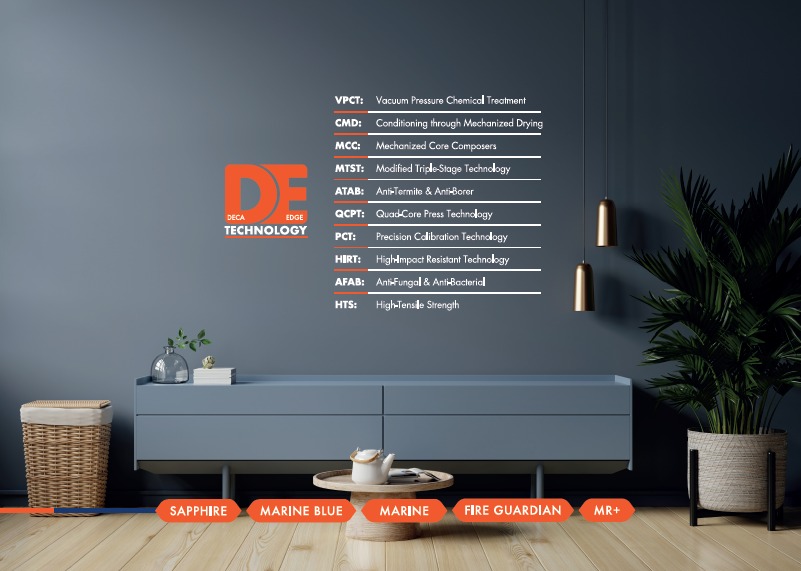 VPCT: Vacuum Pressure Chemical Treatment
CMD: Conditioning through Mechanized Drying
MCC: Mechanized Core Composers
MTST: Modified Triple-Stage Technology
ATAB: Anti-Termite & Anti-Borer
QCPT: Quad-Core Press Technology
PCT: Precision Calibration Technology
HIRT: High-Impact Resistant Technology
AFAB: Anti-Fungal & Anti-Bacterial
HTS: High-Tensile Strength
DE
DECA EDGE
TECHNOLOGY
SAPPHIRE MARINE BLUE MARINE FIRE GUARDIAN MR+